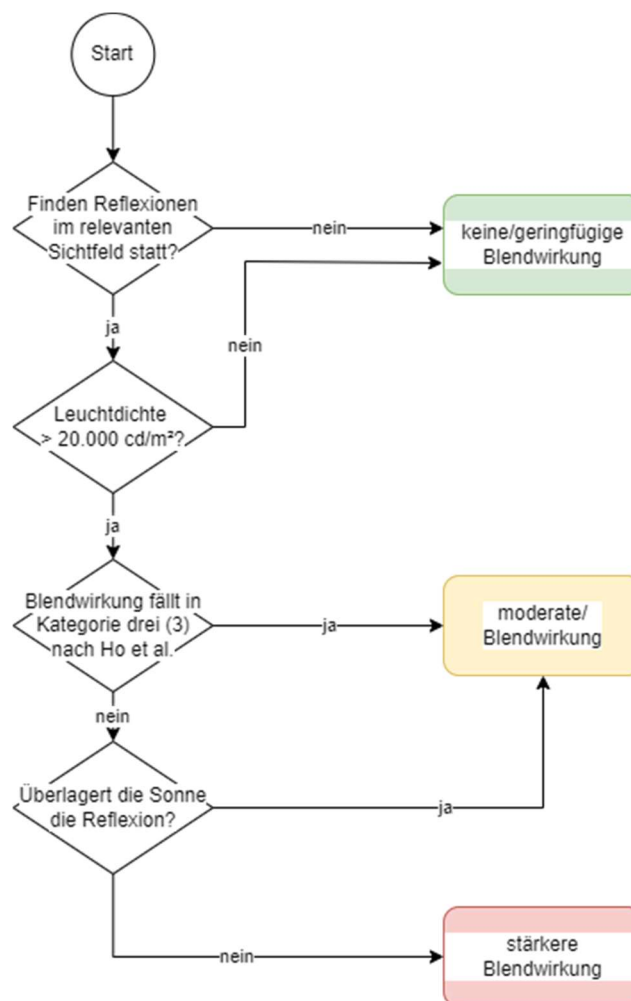 Start
Finden Reflexionen
im relevanten
Sichtfeld statt?
nein
keine/geringfügige
Blendwirkung
ja
nein
Leuchtdichte
> 20.000 cd/m²?
ja
Blendwirkung fällt in
Kategorie drei (3)
nach Ho et al.
ja
moderate/
Blendwirkung
nein
Überlagert die Sonne
die Reflexion?
ja
nein
stärkere
Blendwirkung